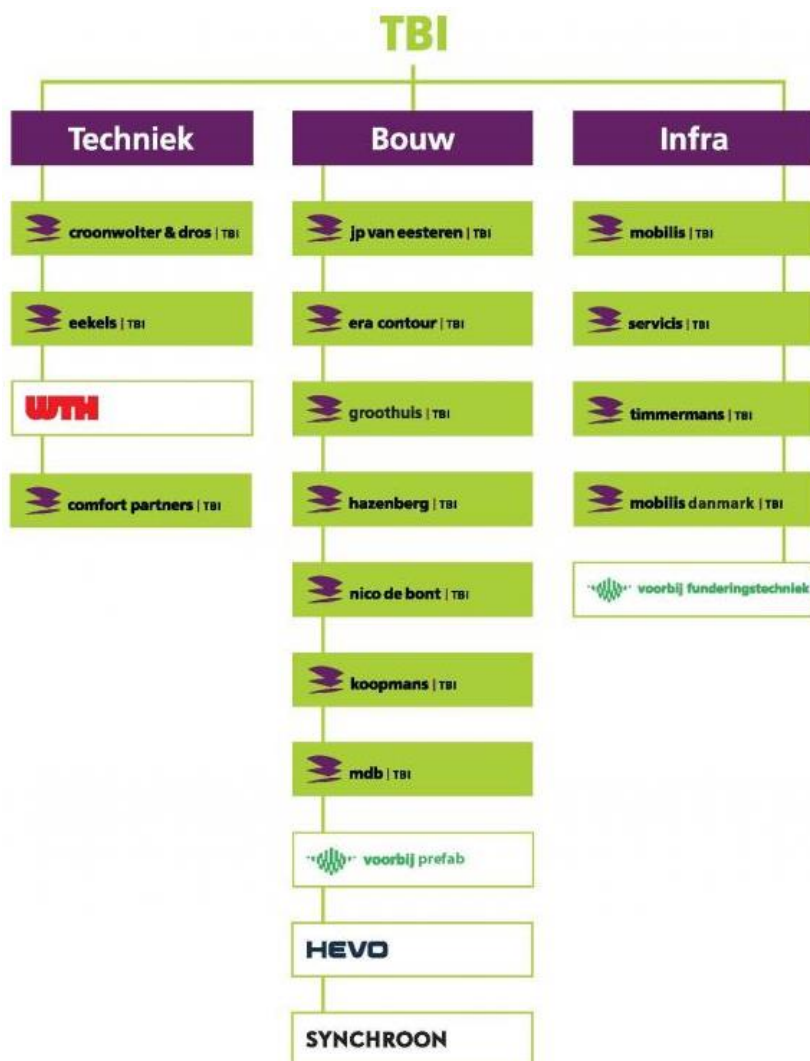 TBI
Techniek
croonwolter & dros | TBI
eekels | TBI
WTH
comfort partners | TBI
Bouw
jp van eesteren | TBI
era contour | TBI
groothuis | TBI
hazenberg | TBI
nico de bont | TBI
koopmans | TBI
mdb | TBI
voorbij prefab
HEVO
SYNCHROON
Infra
mobilis | TBI
servicis | TBI
timmermans | TBI
mobilis danmark | TBI
voorbij funderingstechniek